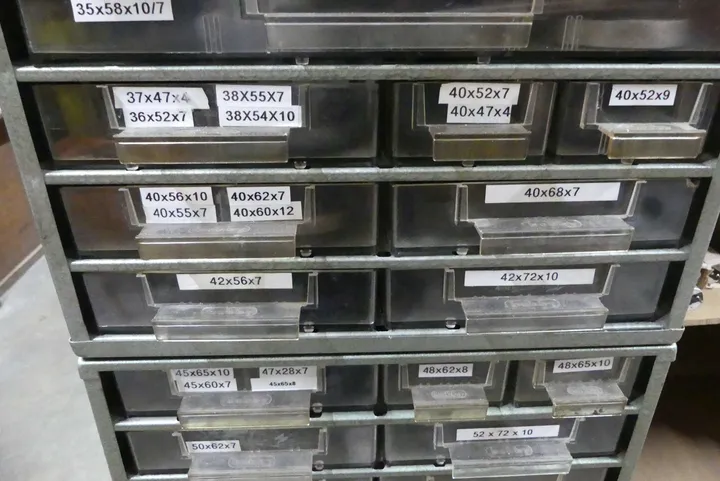 35x58x10/7
37x47x4 38X55X7
36x52x7 38X54X10
40x52x7
40x47x4
40x52x9
40x56x10 40x62x7
40x55x7 40x60x12
40x68x7
42x56x7
42x72x10
45x65x10 47x28x7
45x60x7 45x65x8
48x62x8
48x65x10
50x62x7
52 x 72 x 10